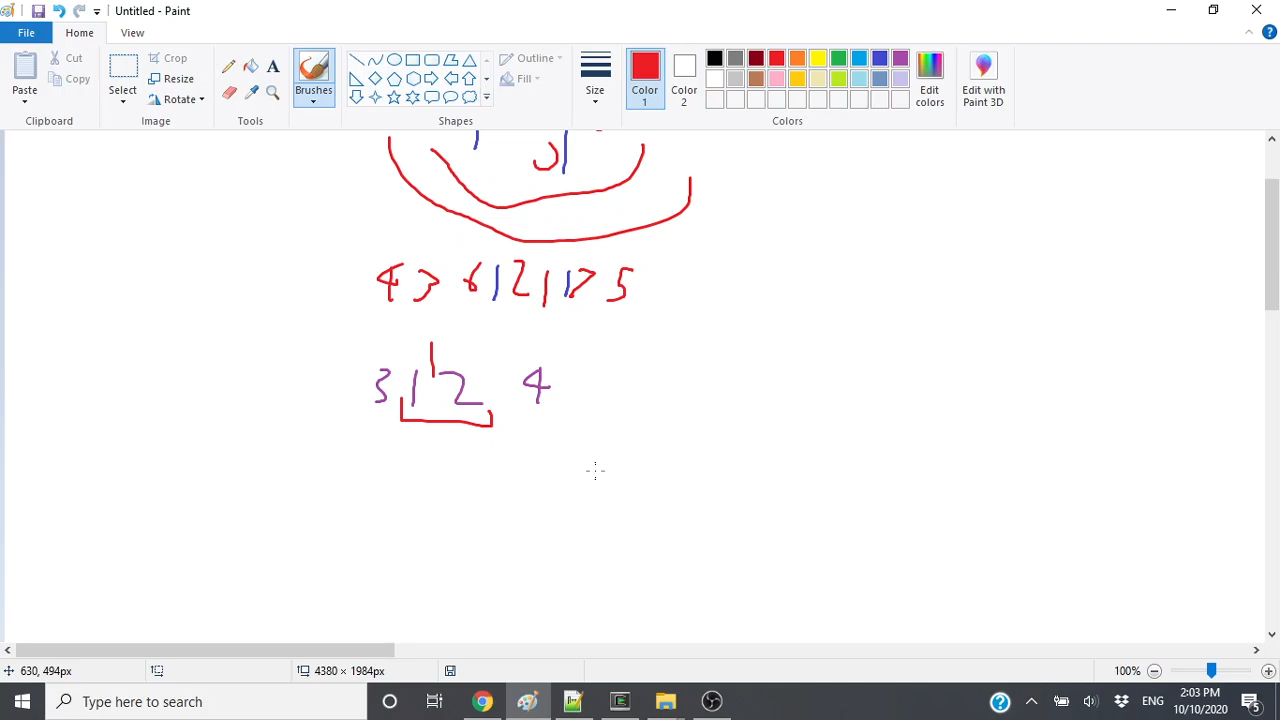 Untitled - Paint
File Home View
Paste Cut Copy Clipboard
Select Crop Resize Rotate Image
Tools
Brushes
Shapes Outline Fill
Size
Color 1 Color 2 Colors Edit colors
Edit with Paint 3D
4 3 6 | 2 1 | 7 5
3 1 2 4
630, 494px 4380 × 1984px 100%
Type here to search
ENG 2:03 PM 10/10/2020 5